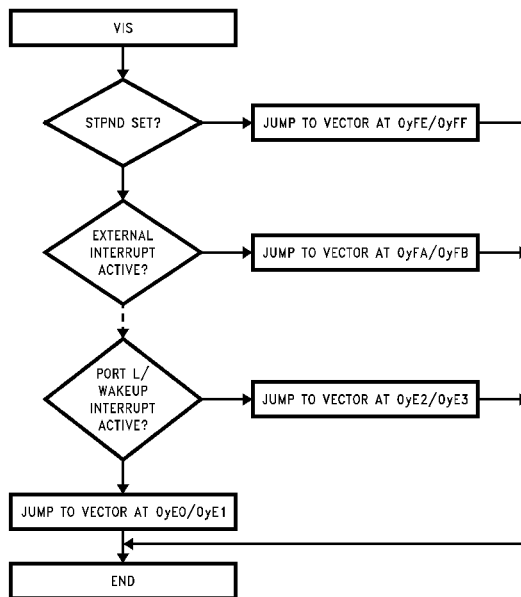 VIS
STPND SET?
JUMP TO VECTOR AT 0yFE/0yFF
EXTERNAL
INTERRUPT
ACTIVE?
JUMP TO VECTOR AT 0yFA/0yFB
PORT L/
WAKEUP
INTERRUPT
ACTIVE?
JUMP TO VECTOR AT 0yE2/0yE3
JUMP TO VECTOR AT 0yE0/0yE1
END